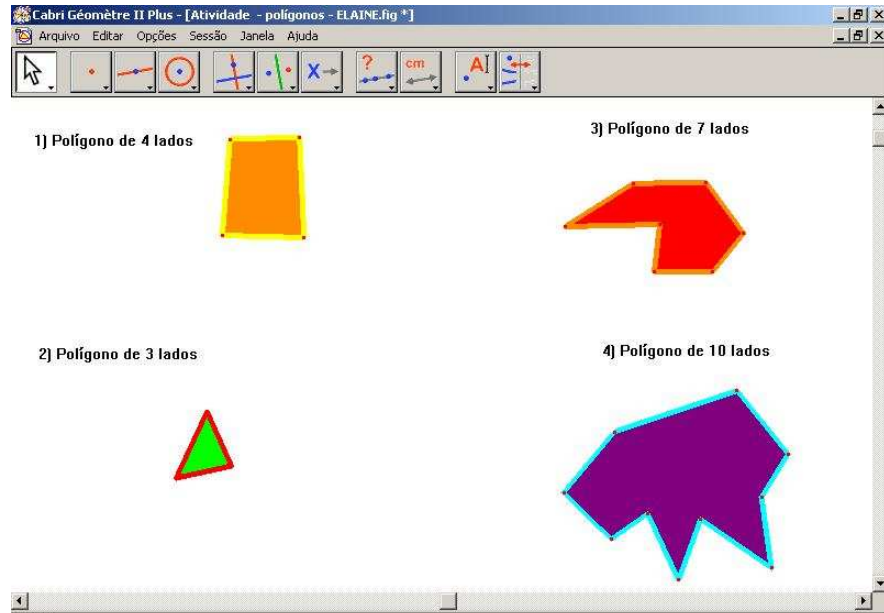 Cabri Géomètre II Plus - [Atividade - polígonos - ELAINE.fig *]
Arquivo Editar Opções Sessão Janela Ajuda
X ? cm A
1) Polígono de 4 lados
3) Polígono de 7 lados
2) Polígono de 3 lados
4) Polígono de 10 lados